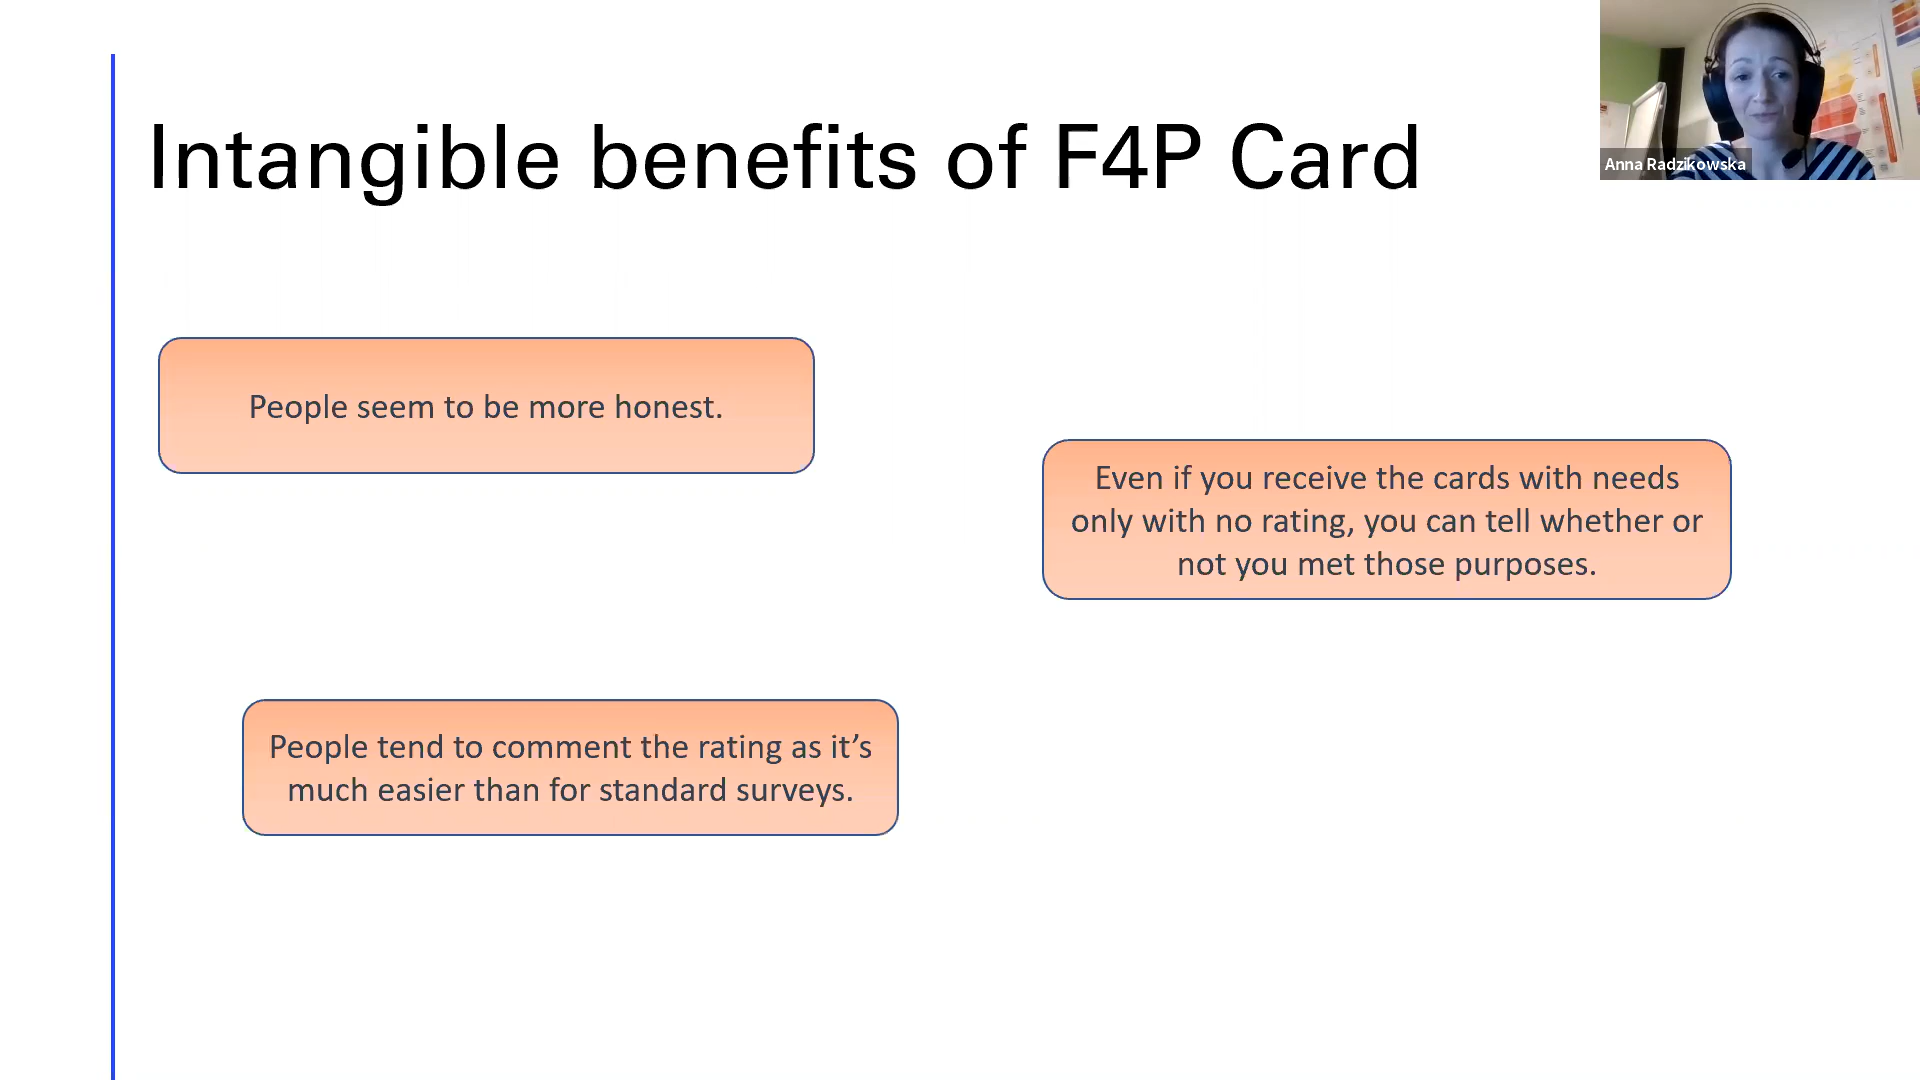 Intangible benefits of F4P Card
Anna Radzikowska
People seem to be more honest.
Even if you receive the cards with needs
only with no rating, you can tell whether or
not you met those purposes.
People tend to comment the rating as it’s
much easier than for standard surveys.